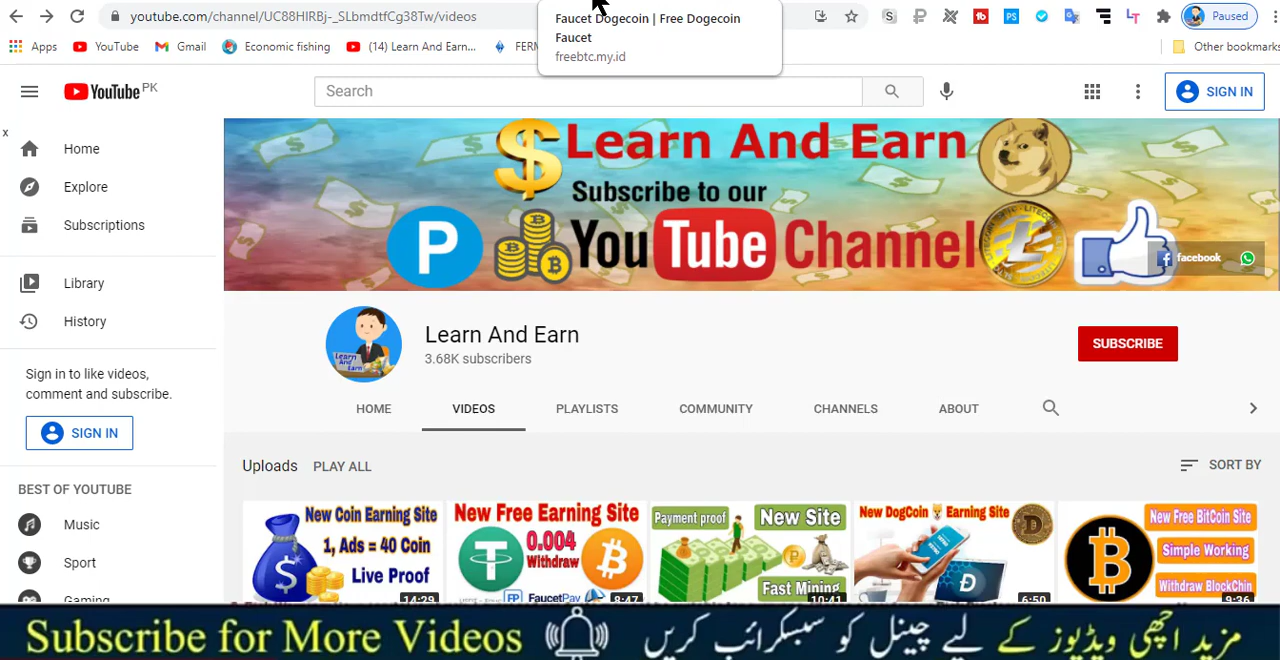 youtube.com/channel/UC88HIRBj-_SLbmdtfCg38Tw/videos
Faucet Dogecoin | Free Dogecoin
Faucet
freebtc.my.id
Paused
Apps
YouTube
Gmail
Economic fishing
(14) Learn And Earn...
FERM
Other bookmarks
YouTube PK
Search
SIGN IN
x
Home
Explore
Subscriptions
Library
History
Sign in to like videos,
comment and subscribe.
SIGN IN
BEST OF YOUTUBE
Music
Sport
Gaming
Learn And Earn
Subscribe to our
P
YouTube Channel
facebook
Learn And Earn
Learn And Earn
3.68K subscribers
SUBSCRIBE
HOME
VIDEOS
PLAYLISTS
COMMUNITY
CHANNELS
ABOUT
Uploads
PLAY ALL
SORT BY
New Coin Earning Site
1, Ads = 40 Coin
Live Proof
14:29
New Free Earning Site
0.004
Withdraw
FaucetPay
8:47
Payment proof
New Site
Fast Mining
10:41
New DogCoin Earning Site
6:50
New Free BitCoin Site
Simple Working
Withdraw BlockChin
9:36
Subscribe for More Videos
مزید اچھی ویڈیوز کے لیے چینل کو سبسکرائب کریں